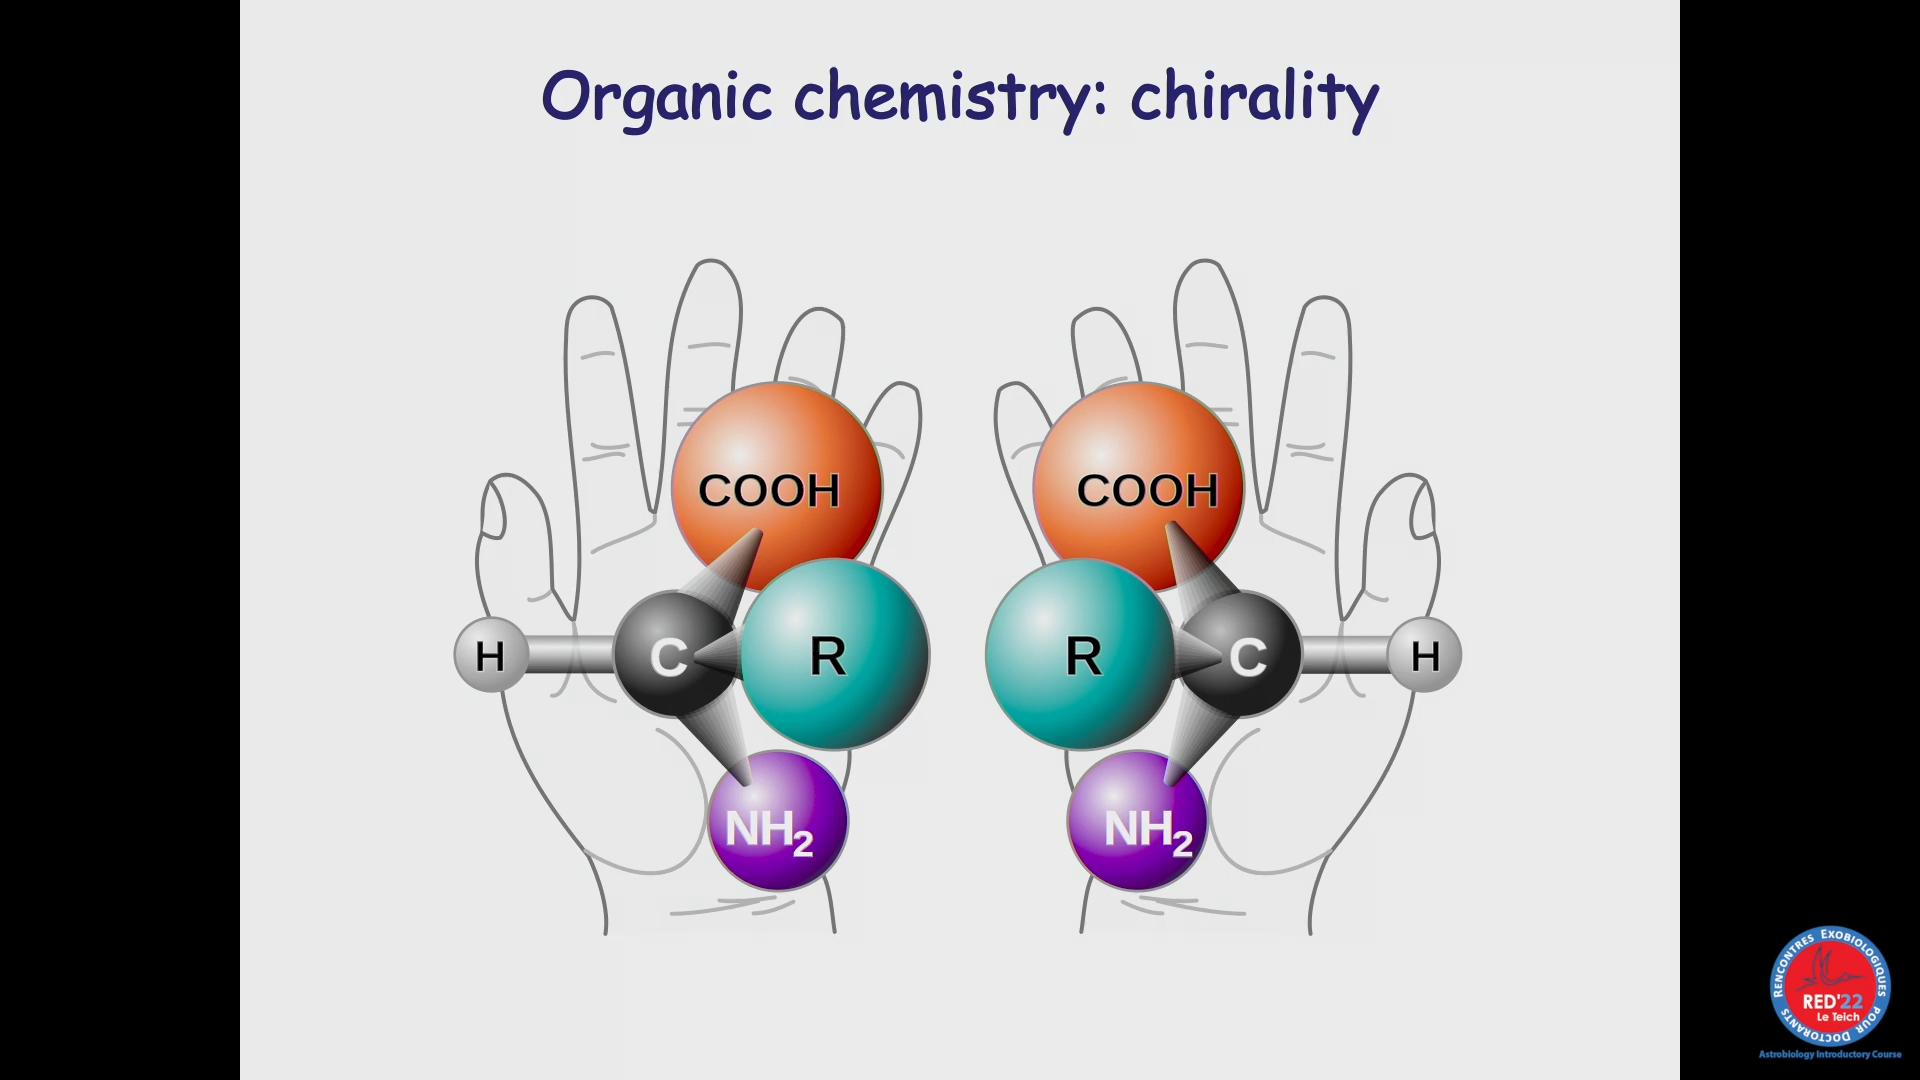 Organic chemistry: chirality
COOH
COOH
H
C
R
R
C
H
NH2
NH2
RENCONTRES EXOBIOLOGIQUES POUR DOCTORANTS
RED'22
Le Teich
Astrobiology Introductory Course